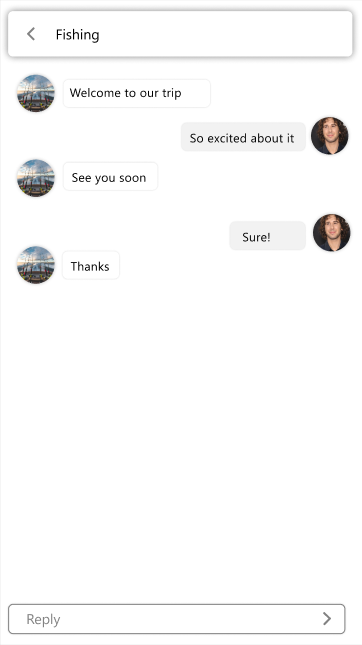 Fishing
Welcome to our trip
So excited about it
See you soon
Sure!
Thanks
Reply